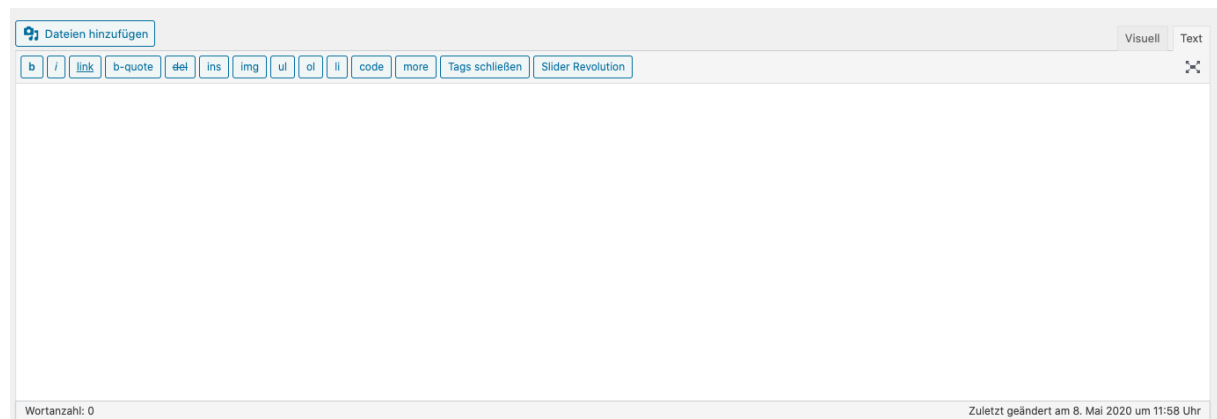 Dateien hinzufügen
Visuell Text
b i link b-quote del ins img ul ol li code more Tags schließen Slider Revolution
Wortanzahl: 0 Zuletzt geändert am 8. Mai 2020 um 11:58 Uhr